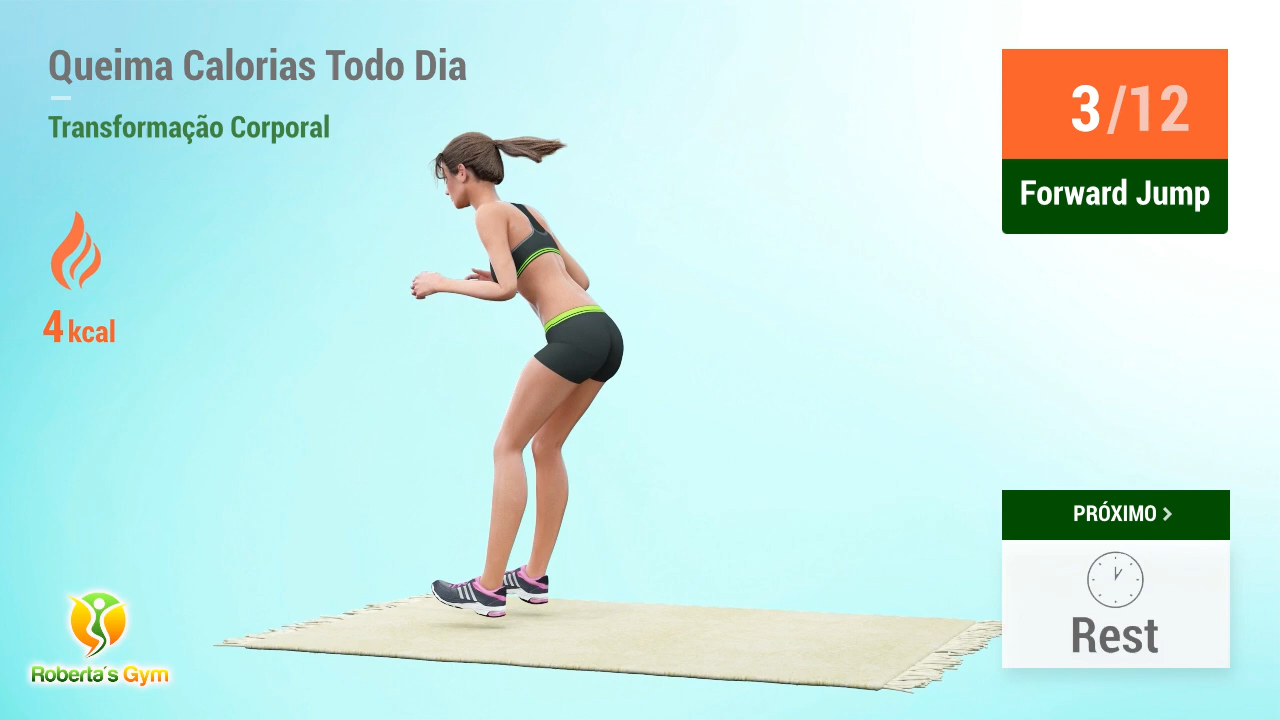 Queima Calorias Todo Dia
Transformação Corporal
3/12
Forward Jump
4 kcal
PRÓXIMO >
Rest
Roberta´s Gym